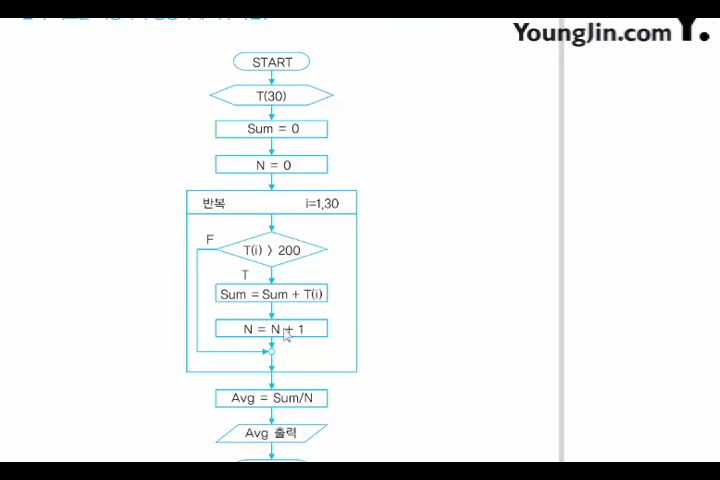 YoungJin.com Y.
START
T(30)
Sum = 0
N = 0
반복 i=1,30
T(i) > 200
F
T
Sum = Sum + T(i)
N = N + 1
Avg = Sum/N
Avg 출력